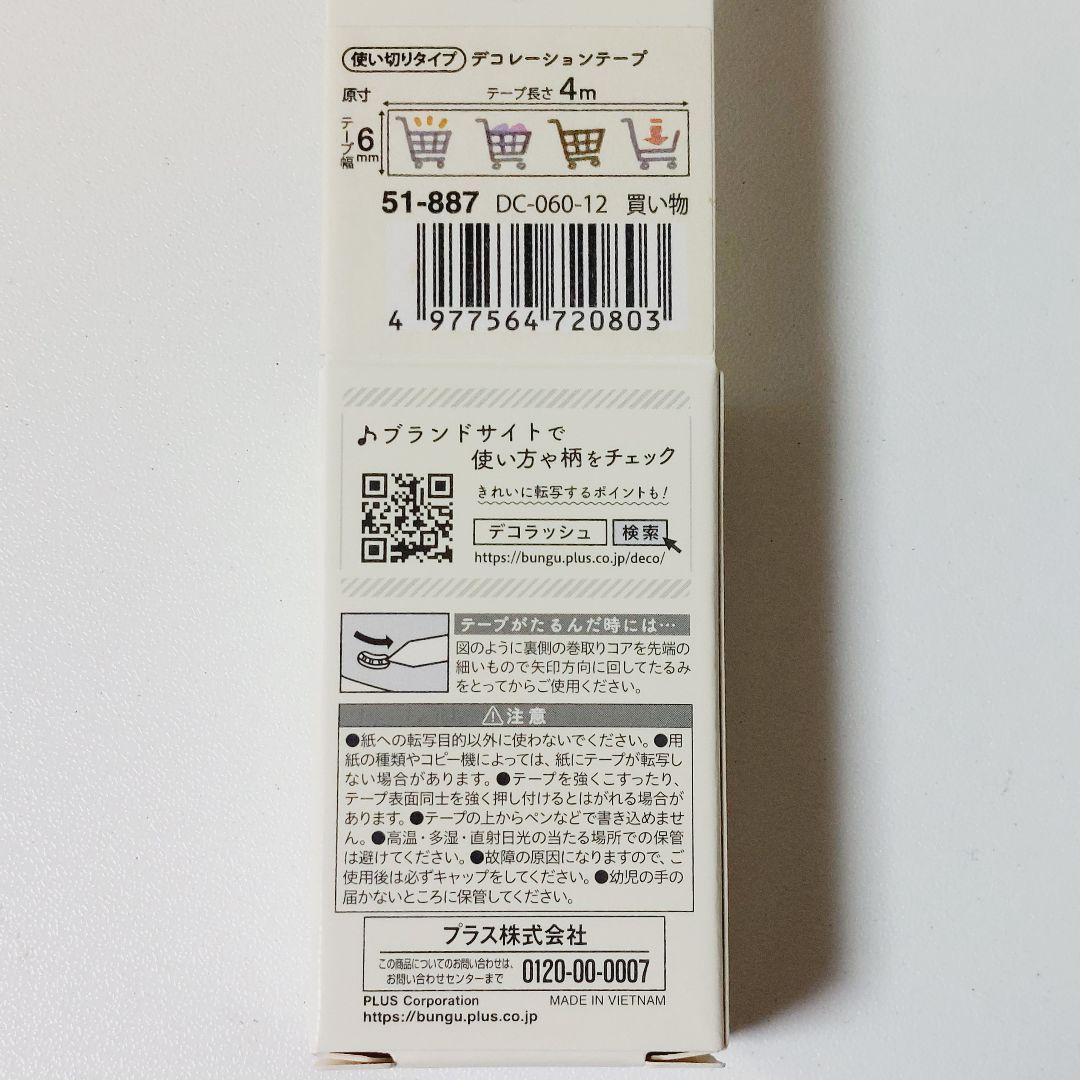 使い切りタイプ デコレーションテープ
原寸 テープ長さ 4m
テープ幅 6mm
51-887 DC-060-12 買い物
4 977564 720803
♪ブランドサイトで
使い方や柄をチェック
きれいに転写するポイントも!
デコラッシュ 検索
https://bungu.plus.co.jp/deco/
テープがたるんだ時には…
図のように裏側の巻取りコアを先端の
細いもので矢印方向に回してたるみ
をとってからご使用ください。
⚠注意
●紙への転写目的以外に使わないでください。●用
紙の種類やコピー機によっては、紙にテープが転写し
ない場合があります。●テープを強くこすったり、
テープ表面同士を強く押し付けるとはがれる場合が
あります。●テープの上からペンなどで書き込めませ
ん。●高温・多湿・直射日光の当たる場所での保管
は避けてください。●故障の原因になりますので、ご
使用後は必ずキャップをしてください。●幼児の手の
届かないところに保管してください。
プラス株式会社
この商品についてのお問い合わせは、
お問い合わせセンターまで 0120-00-0007
PLUS Corporation MADE IN VIETNAM
https://bungu.plus.co.jp